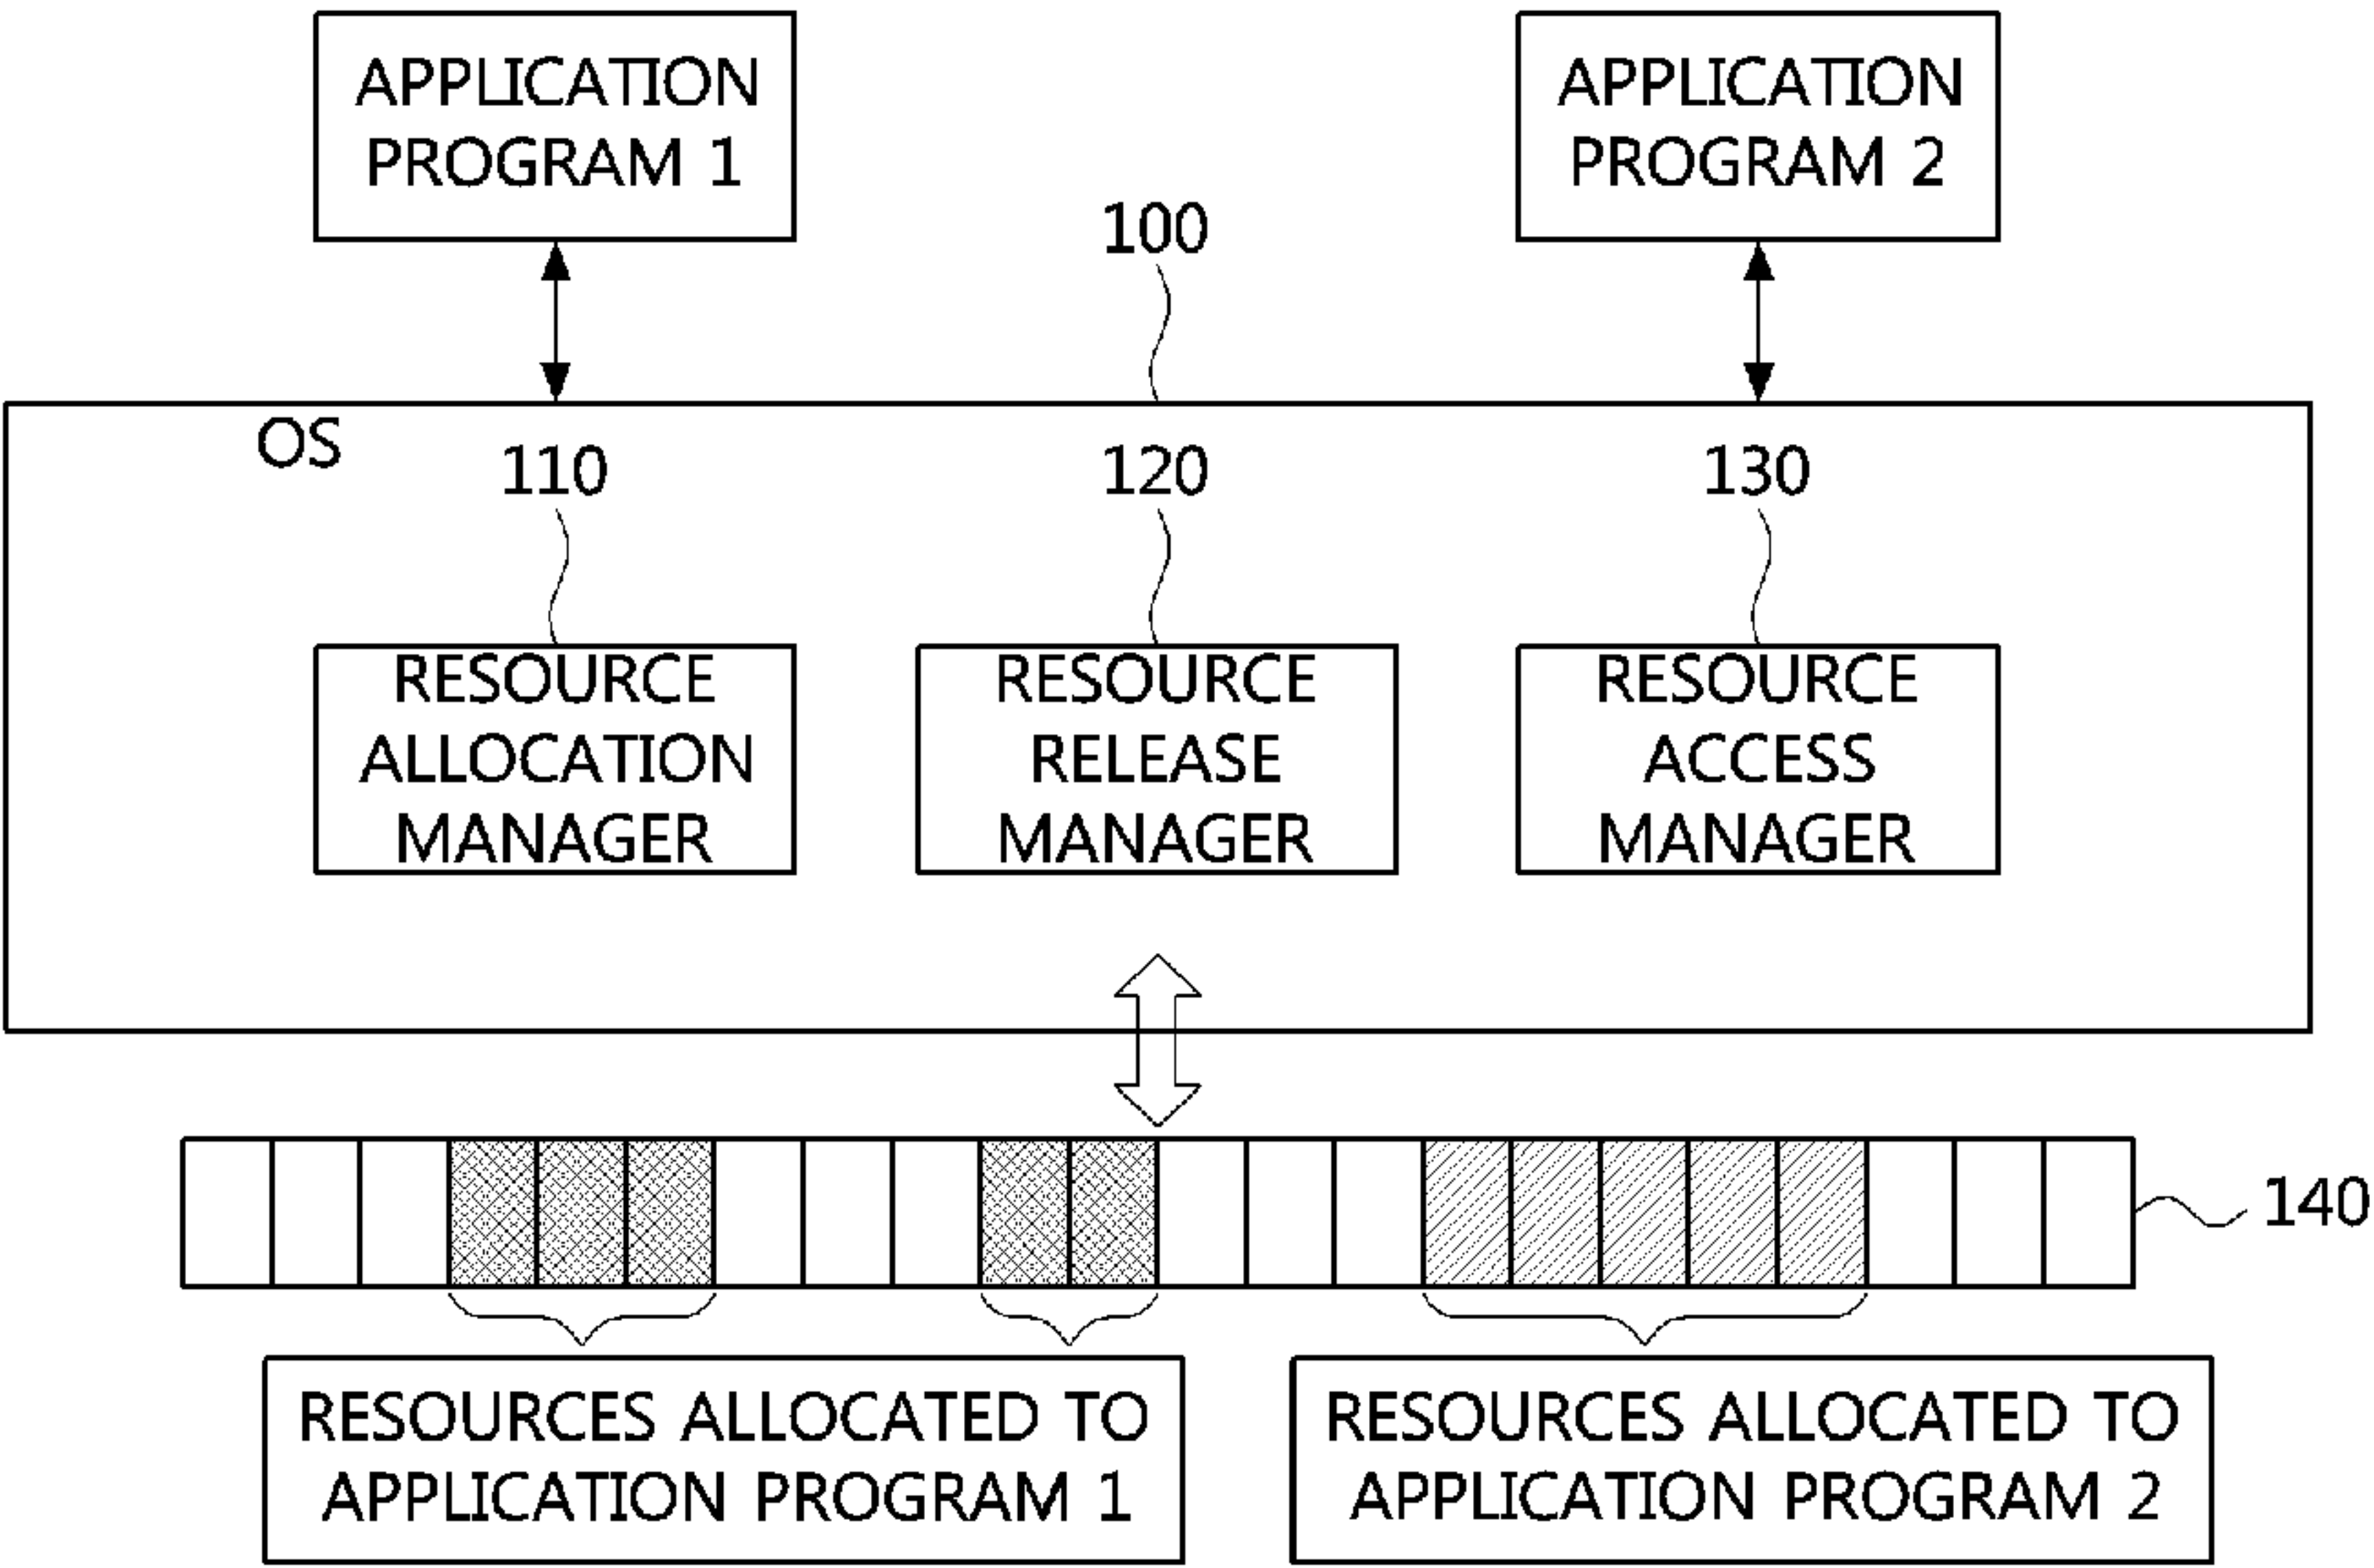 APPLICATION
PROGRAM 1
APPLICATION
PROGRAM 2
100
OS
110
120
130
RESOURCE
ALLOCATION
MANAGER
RESOURCE
RELEASE
MANAGER
RESOURCE
ACCESS
MANAGER
140
RESOURCES ALLOCATED TO
APPLICATION PROGRAM 1
RESOURCES ALLOCATED TO
APPLICATION PROGRAM 2